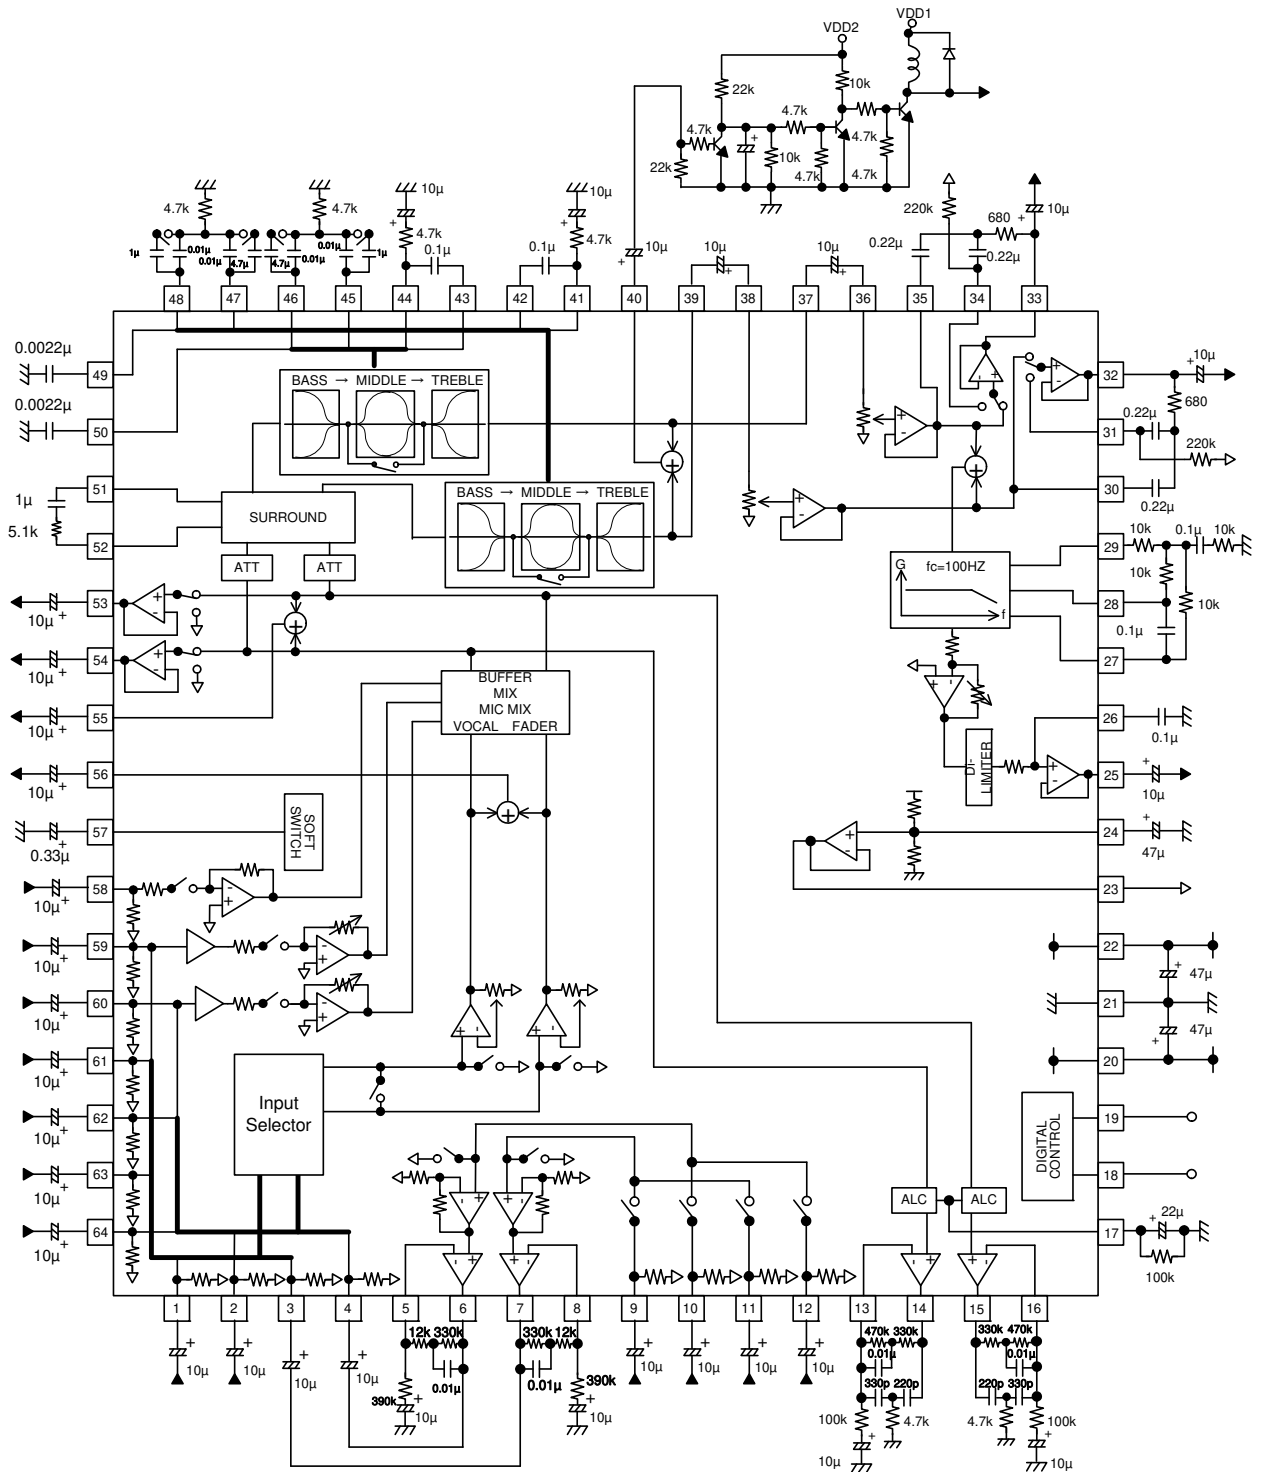 VDD1
VDD2
22k
10k
4.7k
4.7k
4.7k
22k
10k
4.7k
4.7k
10µ
10µ
4.7k
4.7k
220k
680
10µ
1µ
0.01µ
0.01µ
4.7µ
4.7µ
0.01µ
0.01µ
1µ
4.7k
0.1µ
0.1µ
4.7k
10µ
10µ
10µ
0.22µ
0.22µ
48
47
46
45
44
43
42
41
40
39
38
37
36
35
34
33
0.0022µ
49
0.0022µ
50
51
1µ
5.1k
52
53
10µ
54
10µ
55
10µ
56
10µ
57
0.33µ
58
10µ
59
10µ
60
10µ
61
10µ
62
10µ
63
10µ
64
10µ
BASS → MIDDLE → TREBLE
BASS → MIDDLE → TREBLE
SURROUND
ATT
ATT
BUFFER
MIX
MIC MIX
VOCAL FADER
SOFT
SWITCH
Input
Selector
G
fc=100HZ
f
DI-
LIMITER
DIGITAL
CONTROL
ALC
ALC
32
10µ
680
31
0.22µ
220k
30
0.22µ
29
10k
0.1µ
10k
10k
28
10k
0.1µ
27
26
0.1µ
25
10µ
24
47µ
23
22
47µ
21
47µ
20
19
18
17
22µ
100k
1
2
3
4
5
6
7
8
9
10
11
12
13
14
15
16
10µ
10µ
10µ
10µ
12k
330k
0.01µ
390k
10µ
330k
12k
0.01µ
390k
10µ
10µ
10µ
10µ
10µ
470k
330k
0.01µ
330p
220p
100k
4.7k
10µ
330k
470k
0.01µ
220p
330p
4.7k
100k
10µ